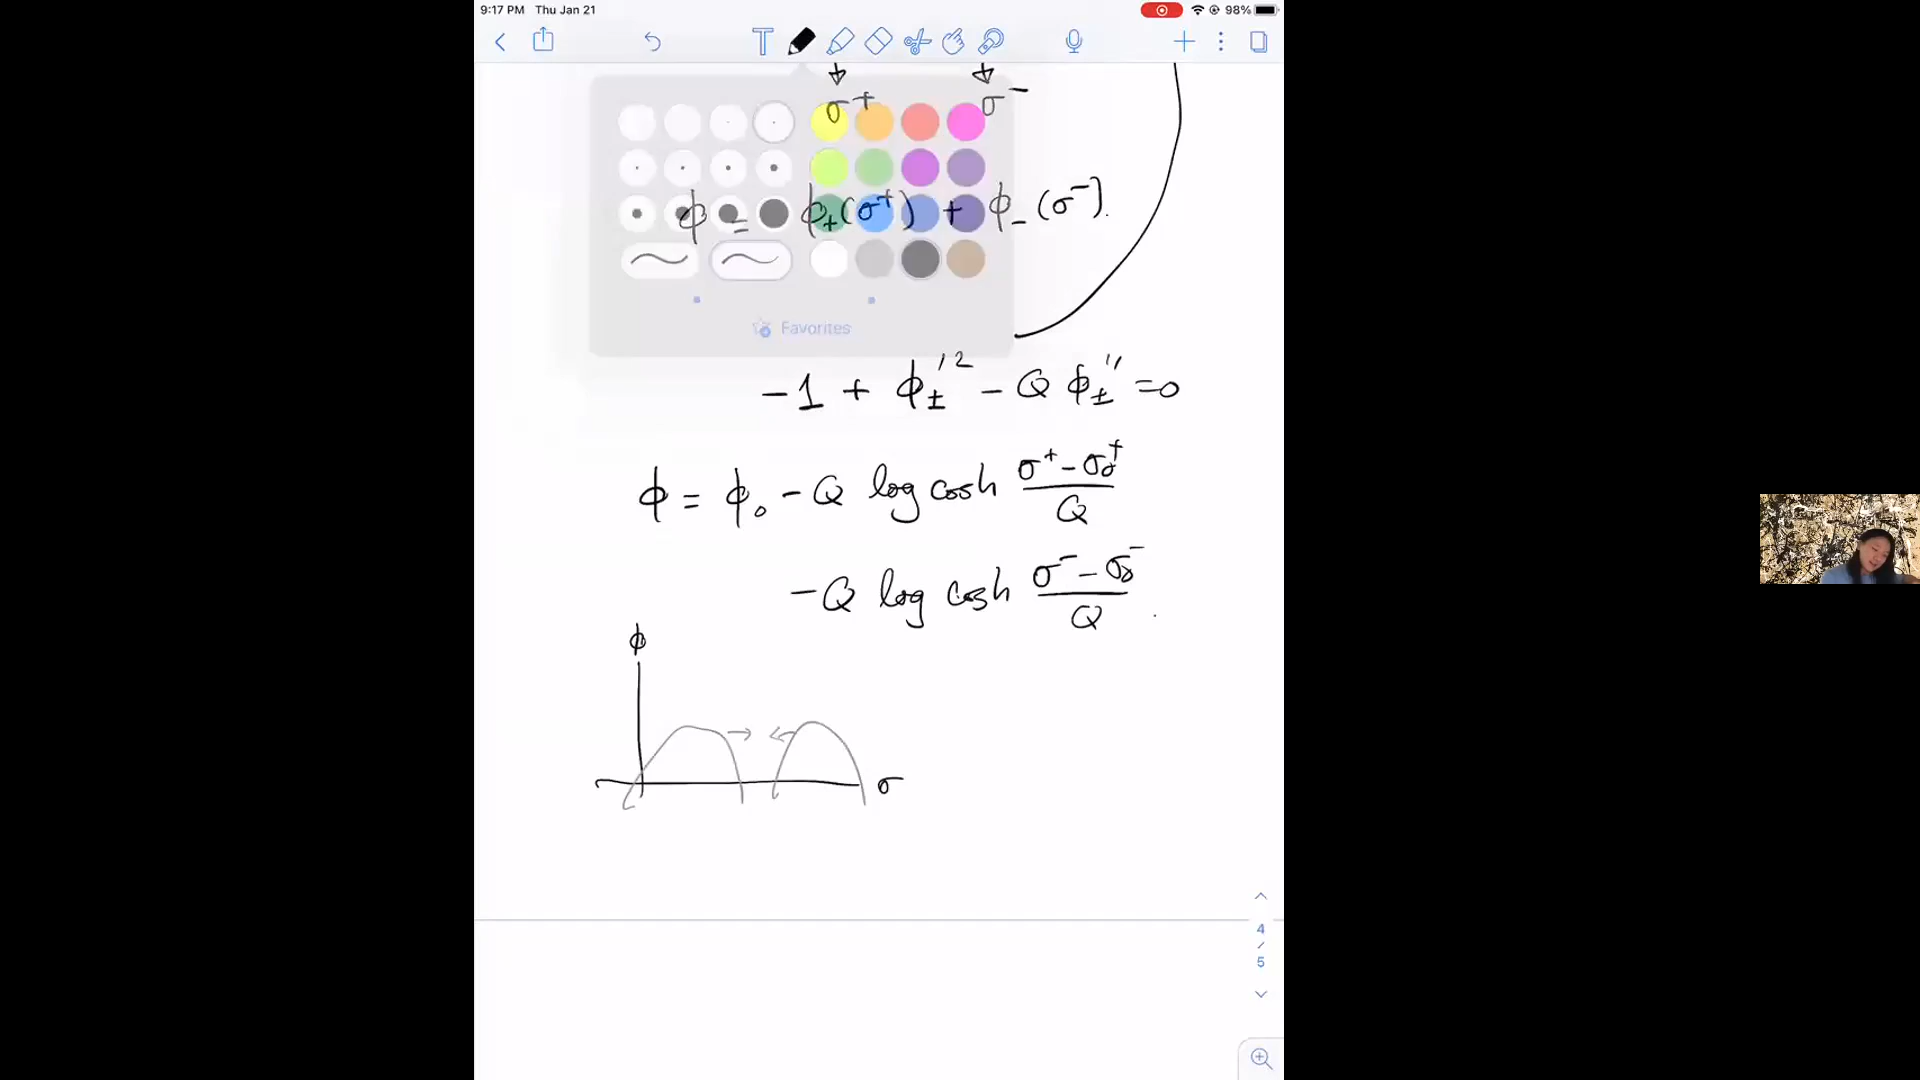 9:17 PM Thu Jan 21
98%
T
σ⁺ σ⁻
ϕ = ϕ₊(σ⁺) + ϕ₋(σ⁻).
Favorites
-1 + ϕ±'² - Q ϕ±'' = 0
ϕ = ϕ₀ - Q log cosh (σ⁺ - σ₀⁺)/Q
- Q log cosh (σ⁻ - σ₀⁻)/Q .
ϕ
σ
4
/
5